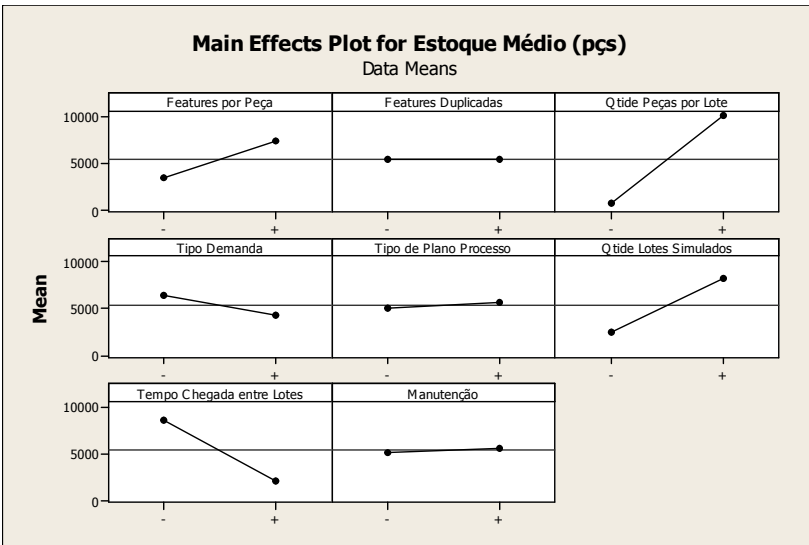 Main Effects Plot for Estoque Médio (pçs)
Data Means
Mean
Features por Peça
Features Duplicadas
Qtide Peças por Lote
10000
5000
0
- +
- +
- +
Tipo Demanda
Tipo de Plano Processo
Qtide Lotes Simulados
10000
5000
0
- +
- +
- +
Tempo Chegada entre Lotes
Manutenção
10000
5000
0
- +
- +